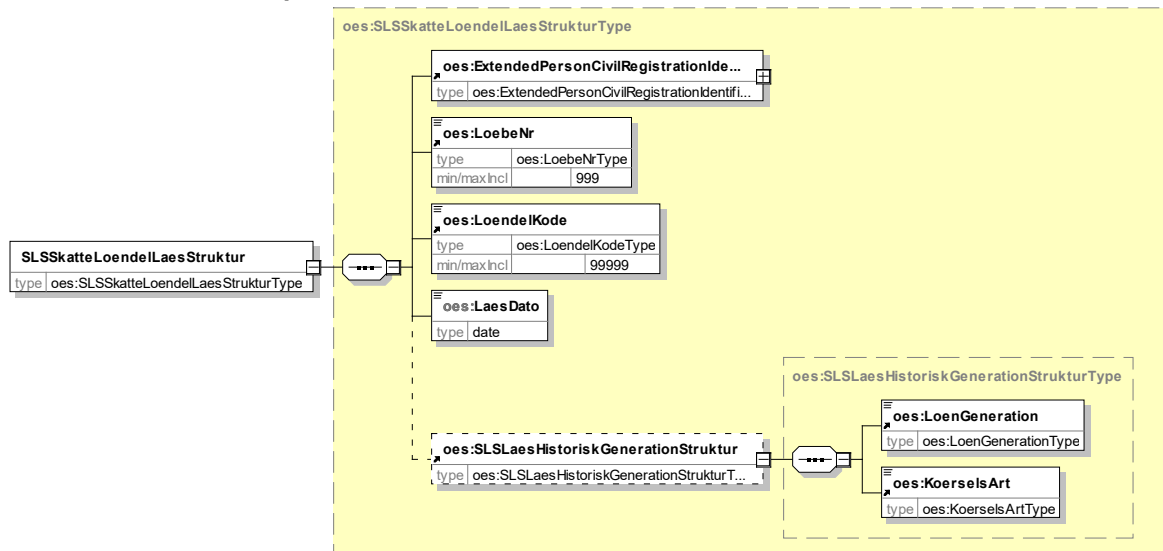 oes:SLSSkatteLoendelLaesStrukturType
oes:ExtendedPersonCivilRegistrationIde...
type oes:ExtendedPersonCivilRegistrationIdentifi...
oes:LoebeNr
type oes:LoebeNrType
min/maxIncl 999
oes:LoendelKode
type oes:LoendelKodeType
min/maxIncl 99999
SLSSkatteLoendelLaesStruktur
type oes:SLSSkatteLoendelLaesStrukturType
oes:LaesDato
type date
oes:SLSLaesHistoriskGenerationStrukturType
oes:LoenGeneration
type oes:LoenGenerationType
oes:SLSLaesHistoriskGenerationStruktur
type oes:SLSLaesHistoriskGenerationStrukturT...
oes:KoerselsArt
type oes:KoerselsArtType